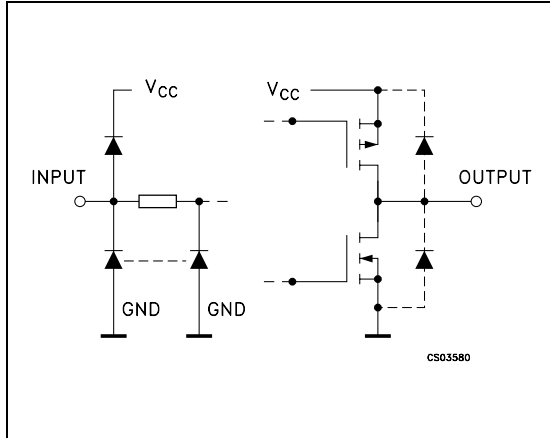 VCC
VCC
INPUT
OUTPUT
GND
GND
CS03580